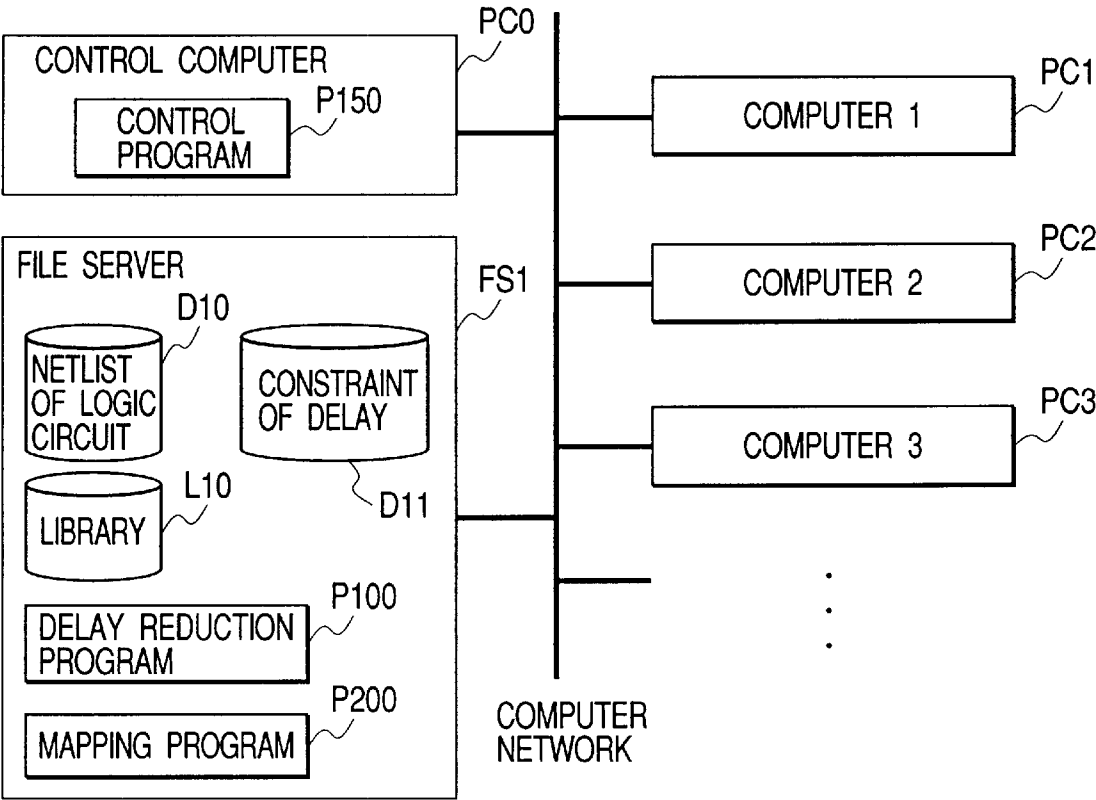 CONTROL COMPUTER
PC0
CONTROL
PROGRAM
P150
FILE SERVER
FS1
NETLIST
OF LOGIC
CIRCUIT
D10
CONSTRAINT
OF DELAY
D11
LIBRARY
L10
DELAY REDUCTION
PROGRAM
P100
MAPPING PROGRAM
P200
COMPUTER
NETWORK
COMPUTER 1
PC1
COMPUTER 2
PC2
COMPUTER 3
PC3